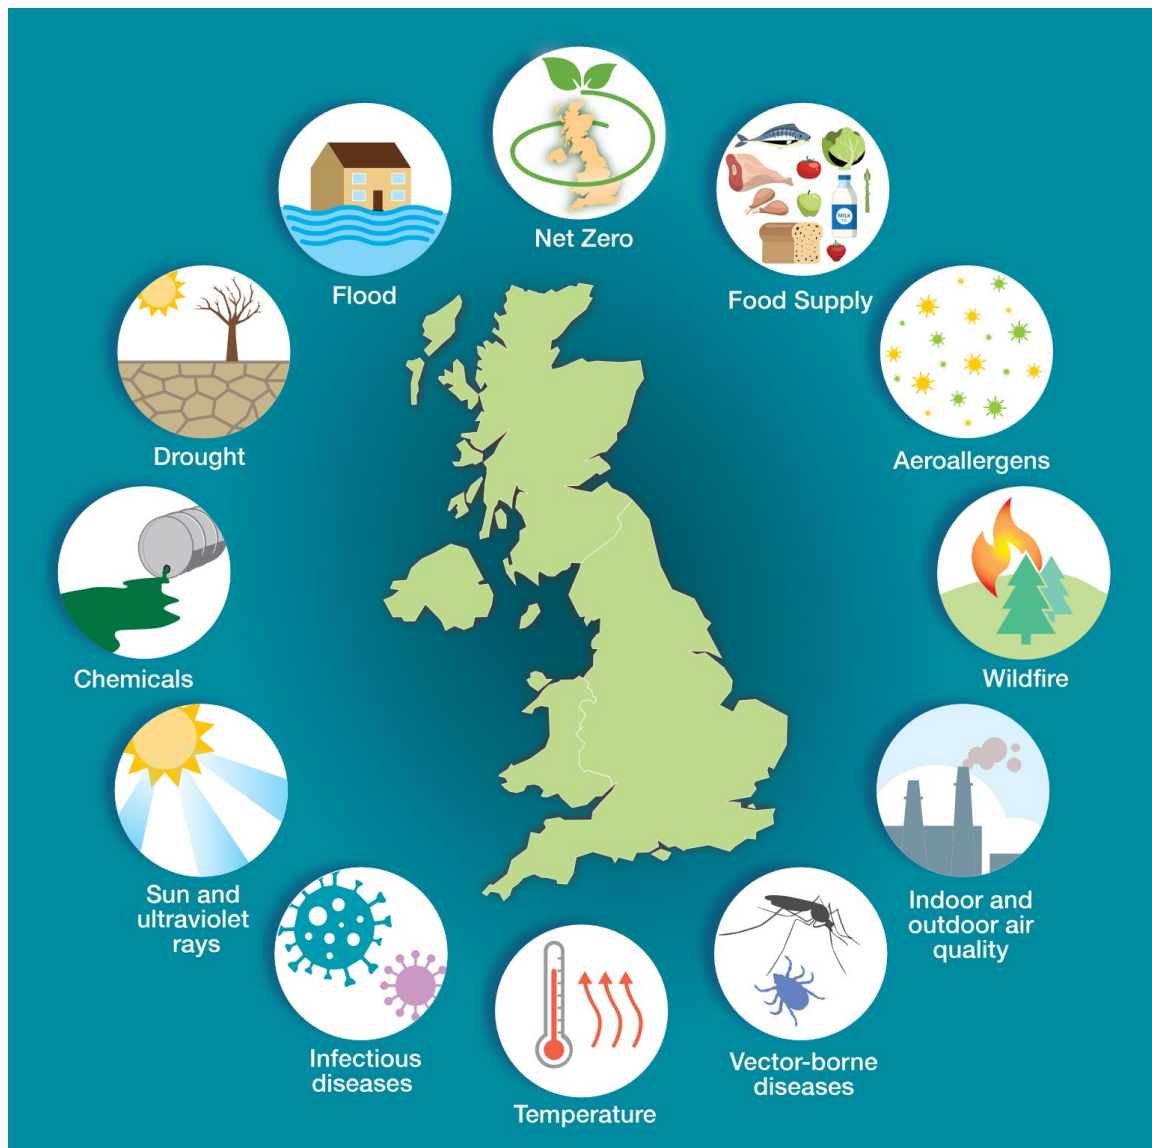 Net Zero
Food Supply
MILK
Aeroallergens
Wildfire
Indoor and
outdoor air
quality
Vector-borne
diseases
Temperature
Infectious
diseases
Sun and
ultraviolet
rays
Chemicals
Drought
Flood